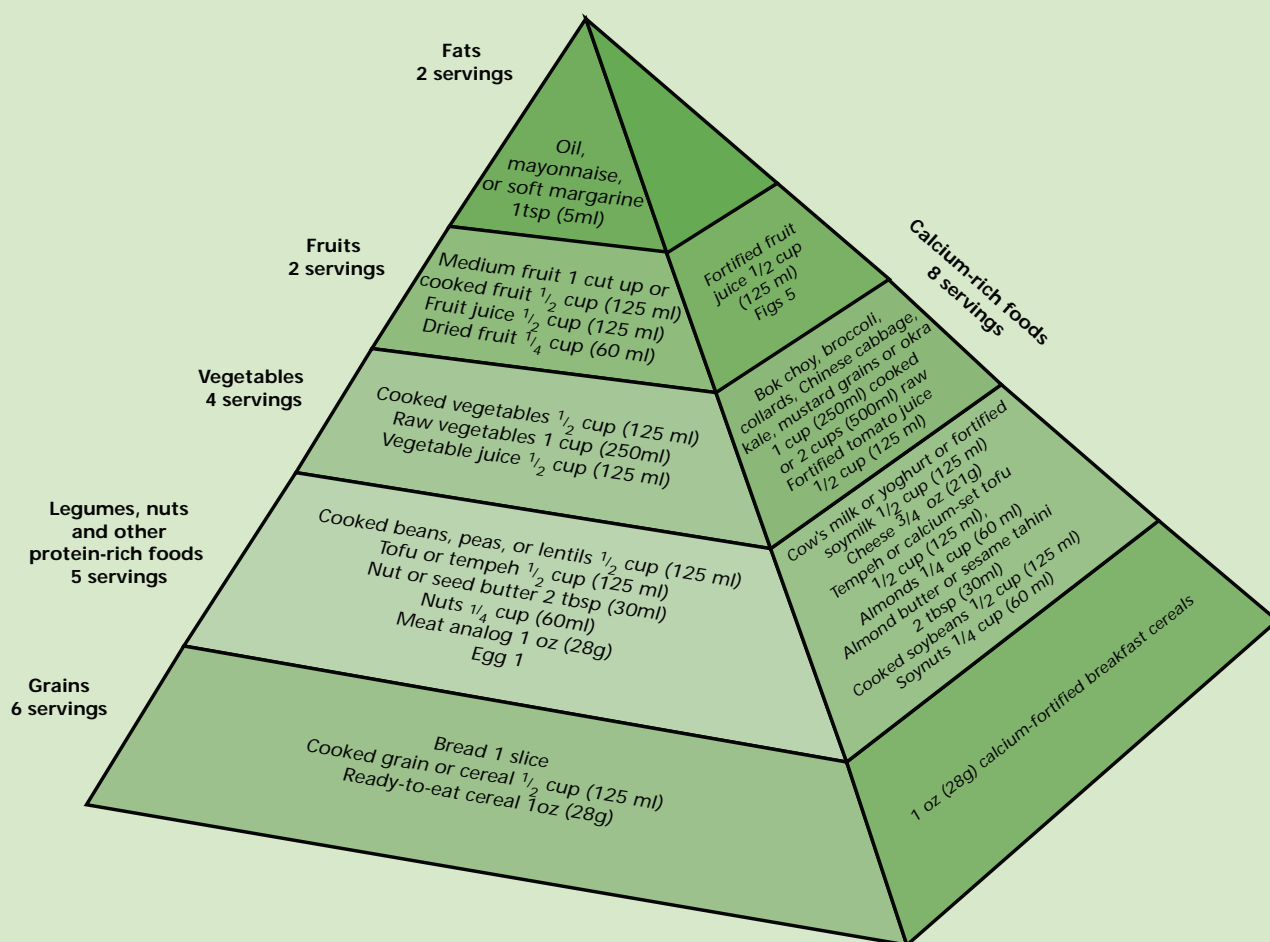 Fats
2 servings
Oil,
mayonnaise,
or soft margarine
1tsp (5ml)
Fruits
2 servings
Medium fruit 1 cut up or
cooked fruit 1/2 cup (125 ml)
Fruit juice 1/2 cup (125 ml)
Dried fruit 1/4 cup (60 ml)
Vegetables
4 servings
Cooked vegetables 1/2 cup (125 ml)
Raw vegetables 1 cup (250ml)
Vegetable juice 1/2 cup (125 ml)
Legumes, nuts
and other
protein-rich foods
5 servings
Cooked beans, peas, or lentils 1/2 cup (125 ml)
Tofu or tempeh 1/2 cup (125 ml)
Nut or seed butter 2 tbsp (30ml)
Nuts 1/4 cup (60ml)
Meat analog 1 oz (28g)
Egg 1
Grains
6 servings
Bread 1 slice
Cooked grain or cereal 1/2 cup (125 ml)
Ready-to-eat cereal 1oz (28g)
Calcium-rich foods
8 servings
Fortified fruit
juice 1/2 cup
(125 ml)
Figs 5
Bok choy, broccoli,
collards, Chinese cabbage,
kale, mustard grains or okra
1 cup (250ml) cooked
or 2 cups (500ml) raw
Fortified tomato juice
1/2 cup (125 ml)
Cow's milk or yoghurt or fortified
soymilk 1/2 cup (125 ml)
Cheese 3/4 oz (21g)
Tempeh or calcium-set tofu
1/2 cup (125 ml),
Almonds 1/4 cup (60 ml)
Almond butter or sesame tahini
2 tbsp (30ml)
Cooked soybeans 1/2 cup (125 ml)
Soynuts 1/4 cup (60 ml)
1 oz (28g) calcium-fortified breakfast cereals